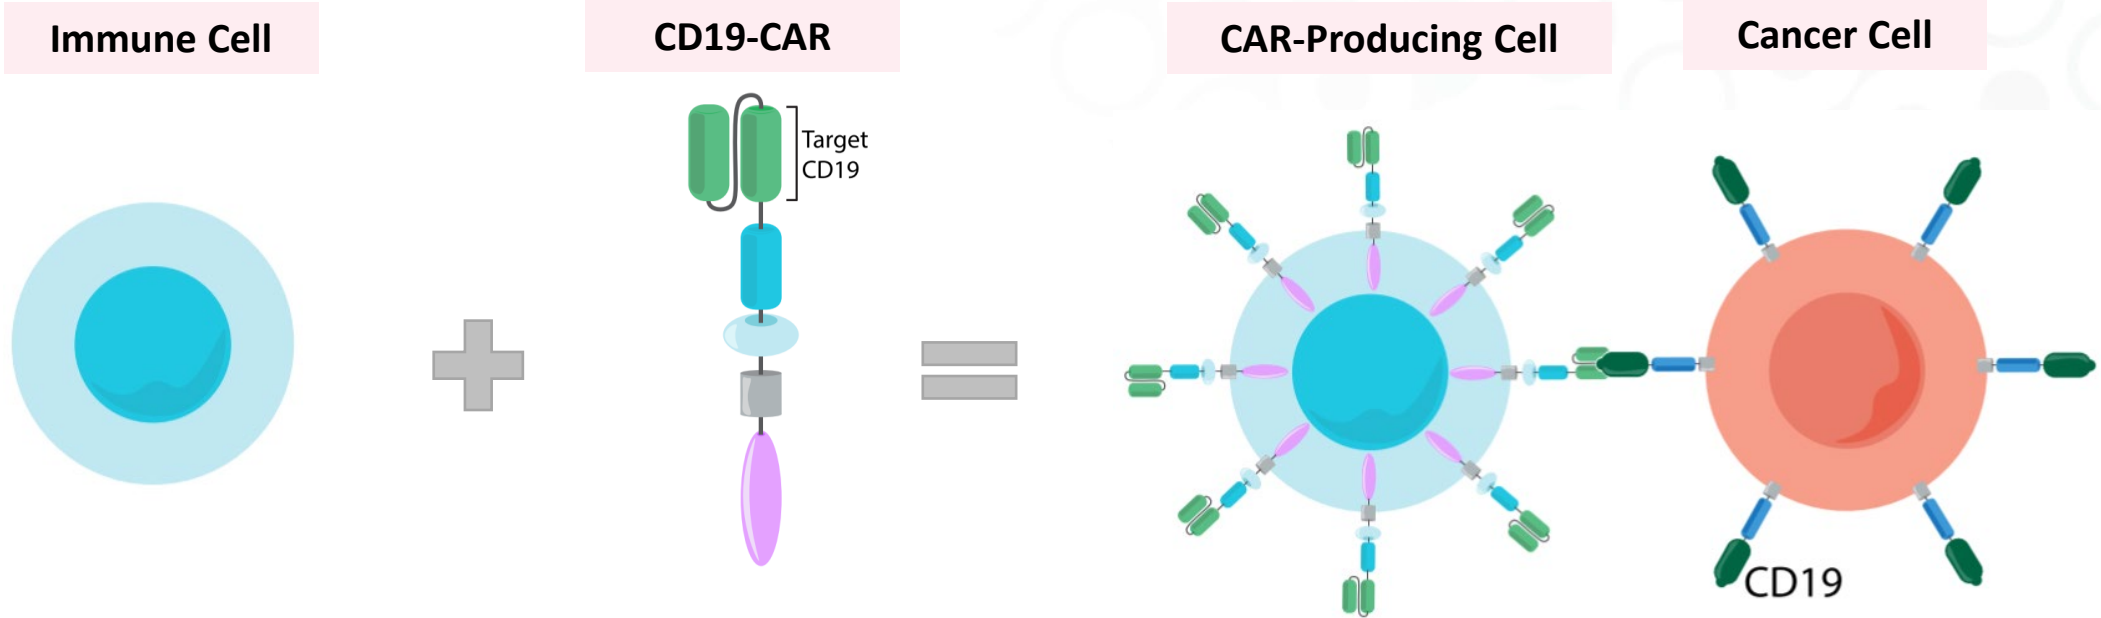 Immune Cell
CD19-CAR
CAR-Producing Cell
Cancer Cell
Target
CD19
CD19